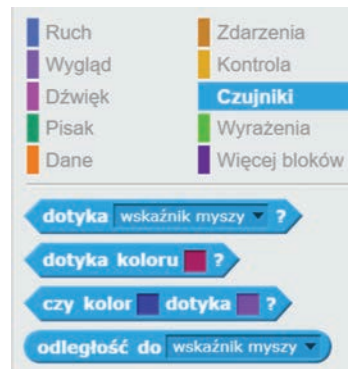 Ruch
Wygląd
Dźwięk
Pisak
Dane
Zdarzenia
Kontrola
Czujniki
Wyrażenia
Więcej bloków
dotyka wskaźnik myszy ?
dotyka koloru ?
czy kolor dotyka ?
odległość do wskaźnik myszy